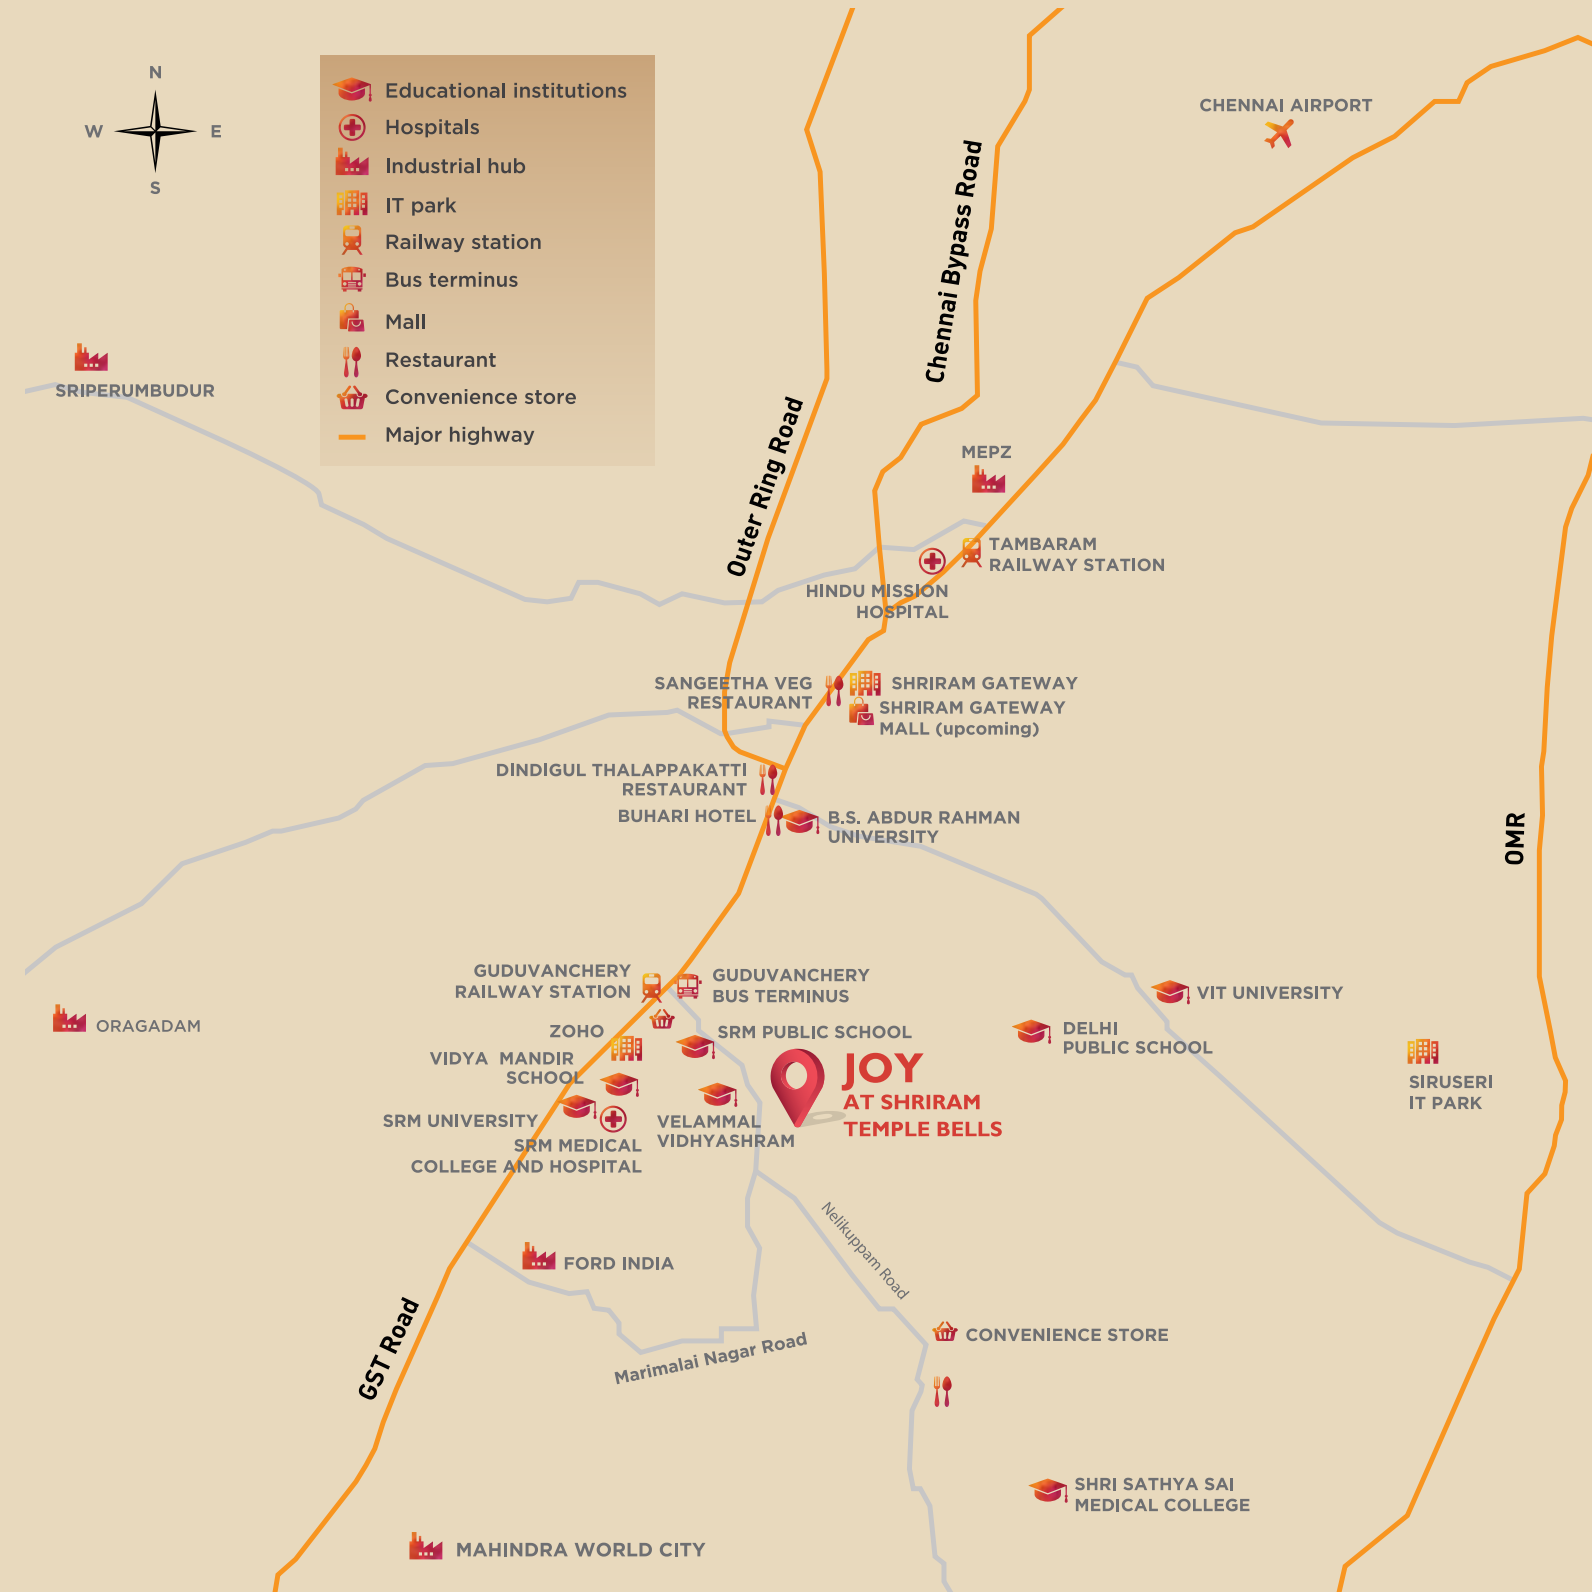 N
W
E
S
Educational institutions
Hospitals
Industrial hub
IT park
Railway station
Bus terminus
Mall
Restaurant
Convenience store
Major highway
CHENNAI AIRPORT
Chennai Bypass Road
SRIPERUMBUDUR
Outer Ring Road
MEPZ
TAMBARAM
RAILWAY STATION
HINDU MISSION
HOSPITAL
SANGEETHA VEG
RESTAURANT
SHRIRAM GATEWAY
SHRIRAM GATEWAY
MALL (upcoming)
DINDIGUL THALAPPAKATTI
RESTAURANT
BUHARI HOTEL
B.S. ABDUR RAHMAN
UNIVERSITY
OMR
GUDUVANCHERY
RAILWAY STATION
GUDUVANCHERY
BUS TERMINUS
VIT UNIVERSITY
ORAGADAM
ZOHO
SRM PUBLIC SCHOOL
DELHI
PUBLIC SCHOOL
VIDYA MANDIR
SCHOOL
JOY
AT SHRIRAM
TEMPLE BELLS
SIRUSERI
IT PARK
SRM UNIVERSITY
VELAMMAL
VIDHYASHRAM
SRM MEDICAL
COLLEGE AND HOSPITAL
Nelikuppam Road
FORD INDIA
GST Road
Marimalai Nagar Road
CONVENIENCE STORE
SHRI SATHYA SAI
MEDICAL COLLEGE
MAHINDRA WORLD CITY